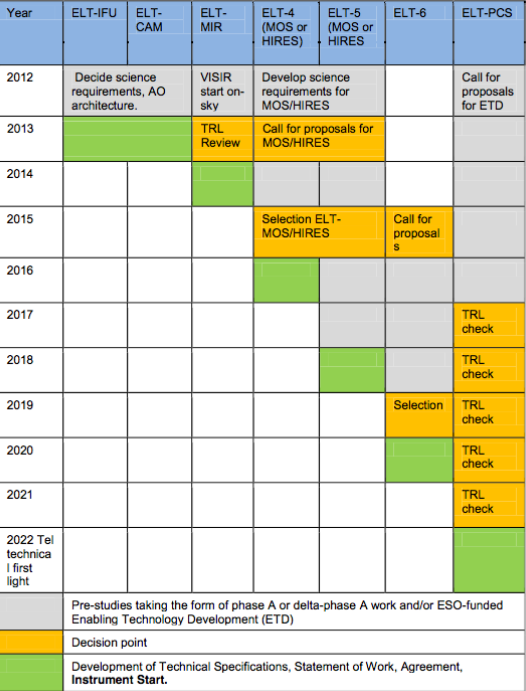 Year ELT-IFU ELT- ELT- ELT-4 ELT-5 ELT-6 ELT-PCS
CAM MIR (MOS or (MOS or
HIRES) HIRES
2012 Decide science VISIR Develop science Call for
requirements, AO start on- requirements for proposals
architecture. sky MOS/HIRES for ETD
2013 TRL Call for proposals for
Review MOS/HIRES
2014
2015 Selection ELT- Call for
MOS/HIRES proposal
s
2016
2017 TRL
check
2018 TRL
check
2019 Selection TRL
check
2020 TRL
check
2021 TRL
check
2022 Tel
technica
l first
light
Pre-studies taking the form of phase A or delta-phase A work and/or ESO-funded
Enabling Technology Development (ETD)
Decision point
Development of Technical Specifications, Statement of Work, Agreement,
Instrument Start.